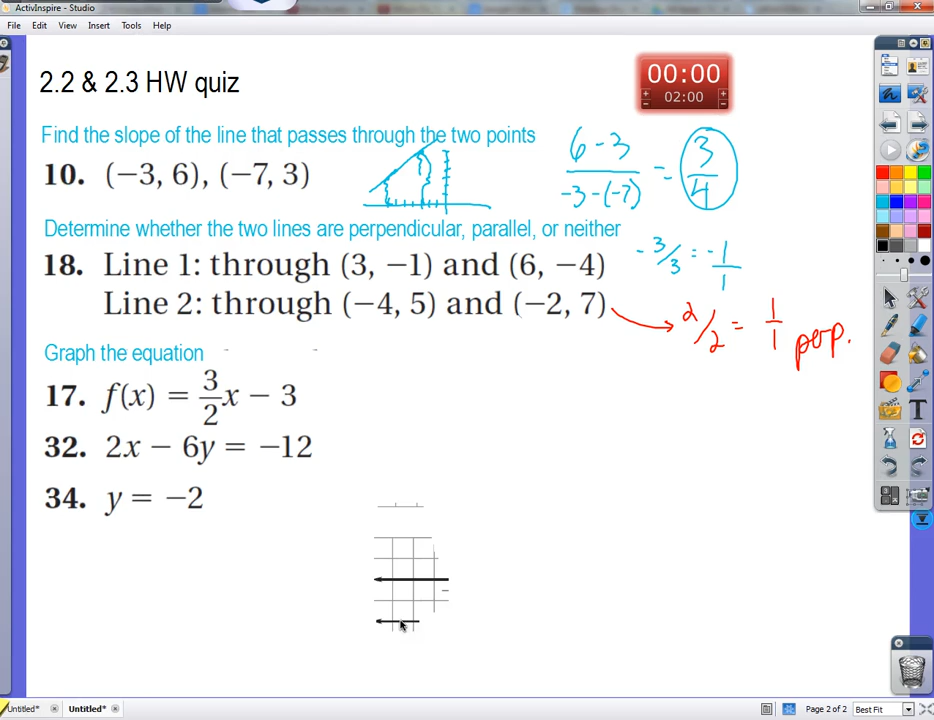 ActivInspire - Studio
File Edit View Insert Tools Help
2.2 & 2.3 HW quiz
00:00
02:00
Find the slope of the line that passes through the two points
10. (−3, 6), (−7, 3)
6 - 3
-3 - (-7)
= 3/4
Determine whether the two lines are perpendicular, parallel, or neither
18. Line 1: through (3, −1) and (6, −4)
-3/3 = -1/1
Line 2: through (−4, 5) and (−2, 7)
2/2 = 1/1 perp.
Graph the equation
17. f(x) = 3/2x − 3
32. 2x − 6y = −12
34. y = −2
Untitled* Untitled* Page 2 of 2 Best Fit